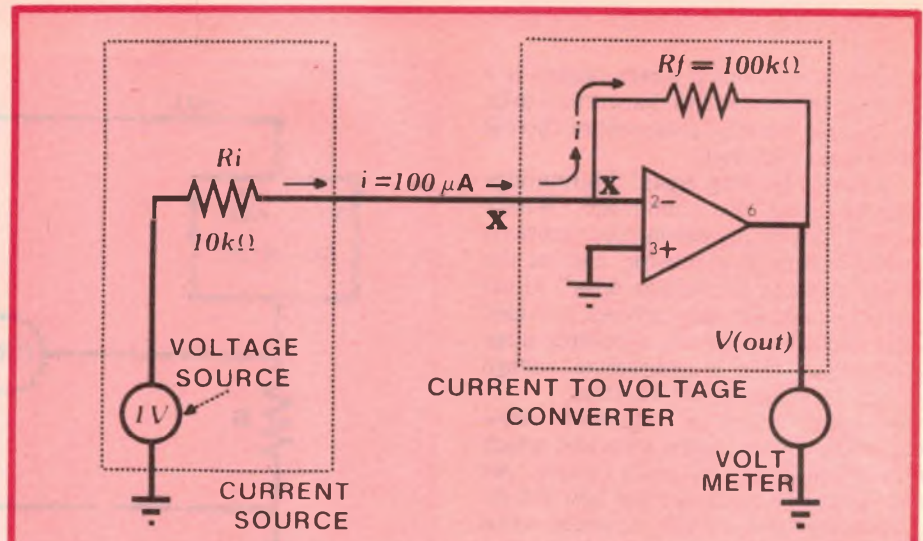 Rf = 100kΩ
i
Ri
i = 100 μA
X
X
10kΩ
2-
6
3+
V(out)
VOLTAGE
SOURCE
1V
CURRENT TO VOLTAGE
CONVERTER
VOLT
METER
CURRENT
SOURCE